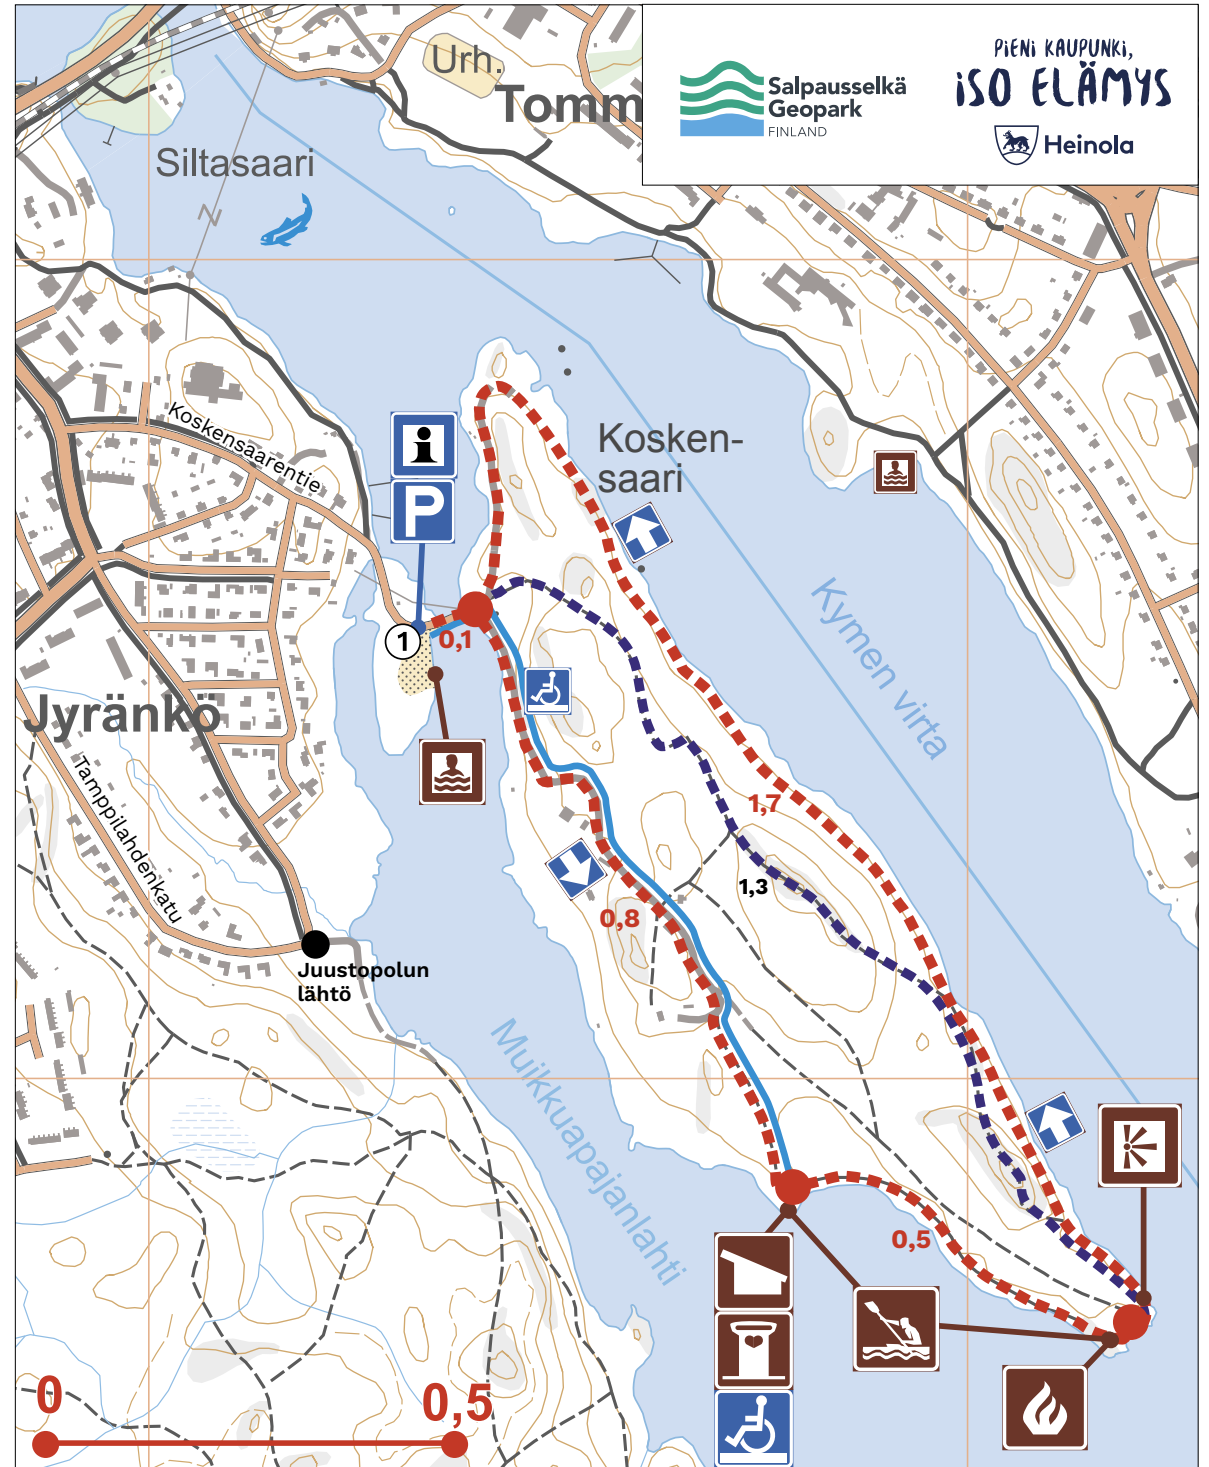 Urh.
Tomm
Salpausselkä
Geopark
FINLAND
PIENI KAUPUNKI,
ISO ELÄMYS
Heinola
Siltasaari
Z
Koskensaarentie
i
P
Kosken-
saari
Kymen virta
1
0,1
Jyränkö
Tamppilahdenkatu
1,7
1,3
0,8
Juustopolun
lähtö
Muikkuapajanlahti
0,5
0
0,5